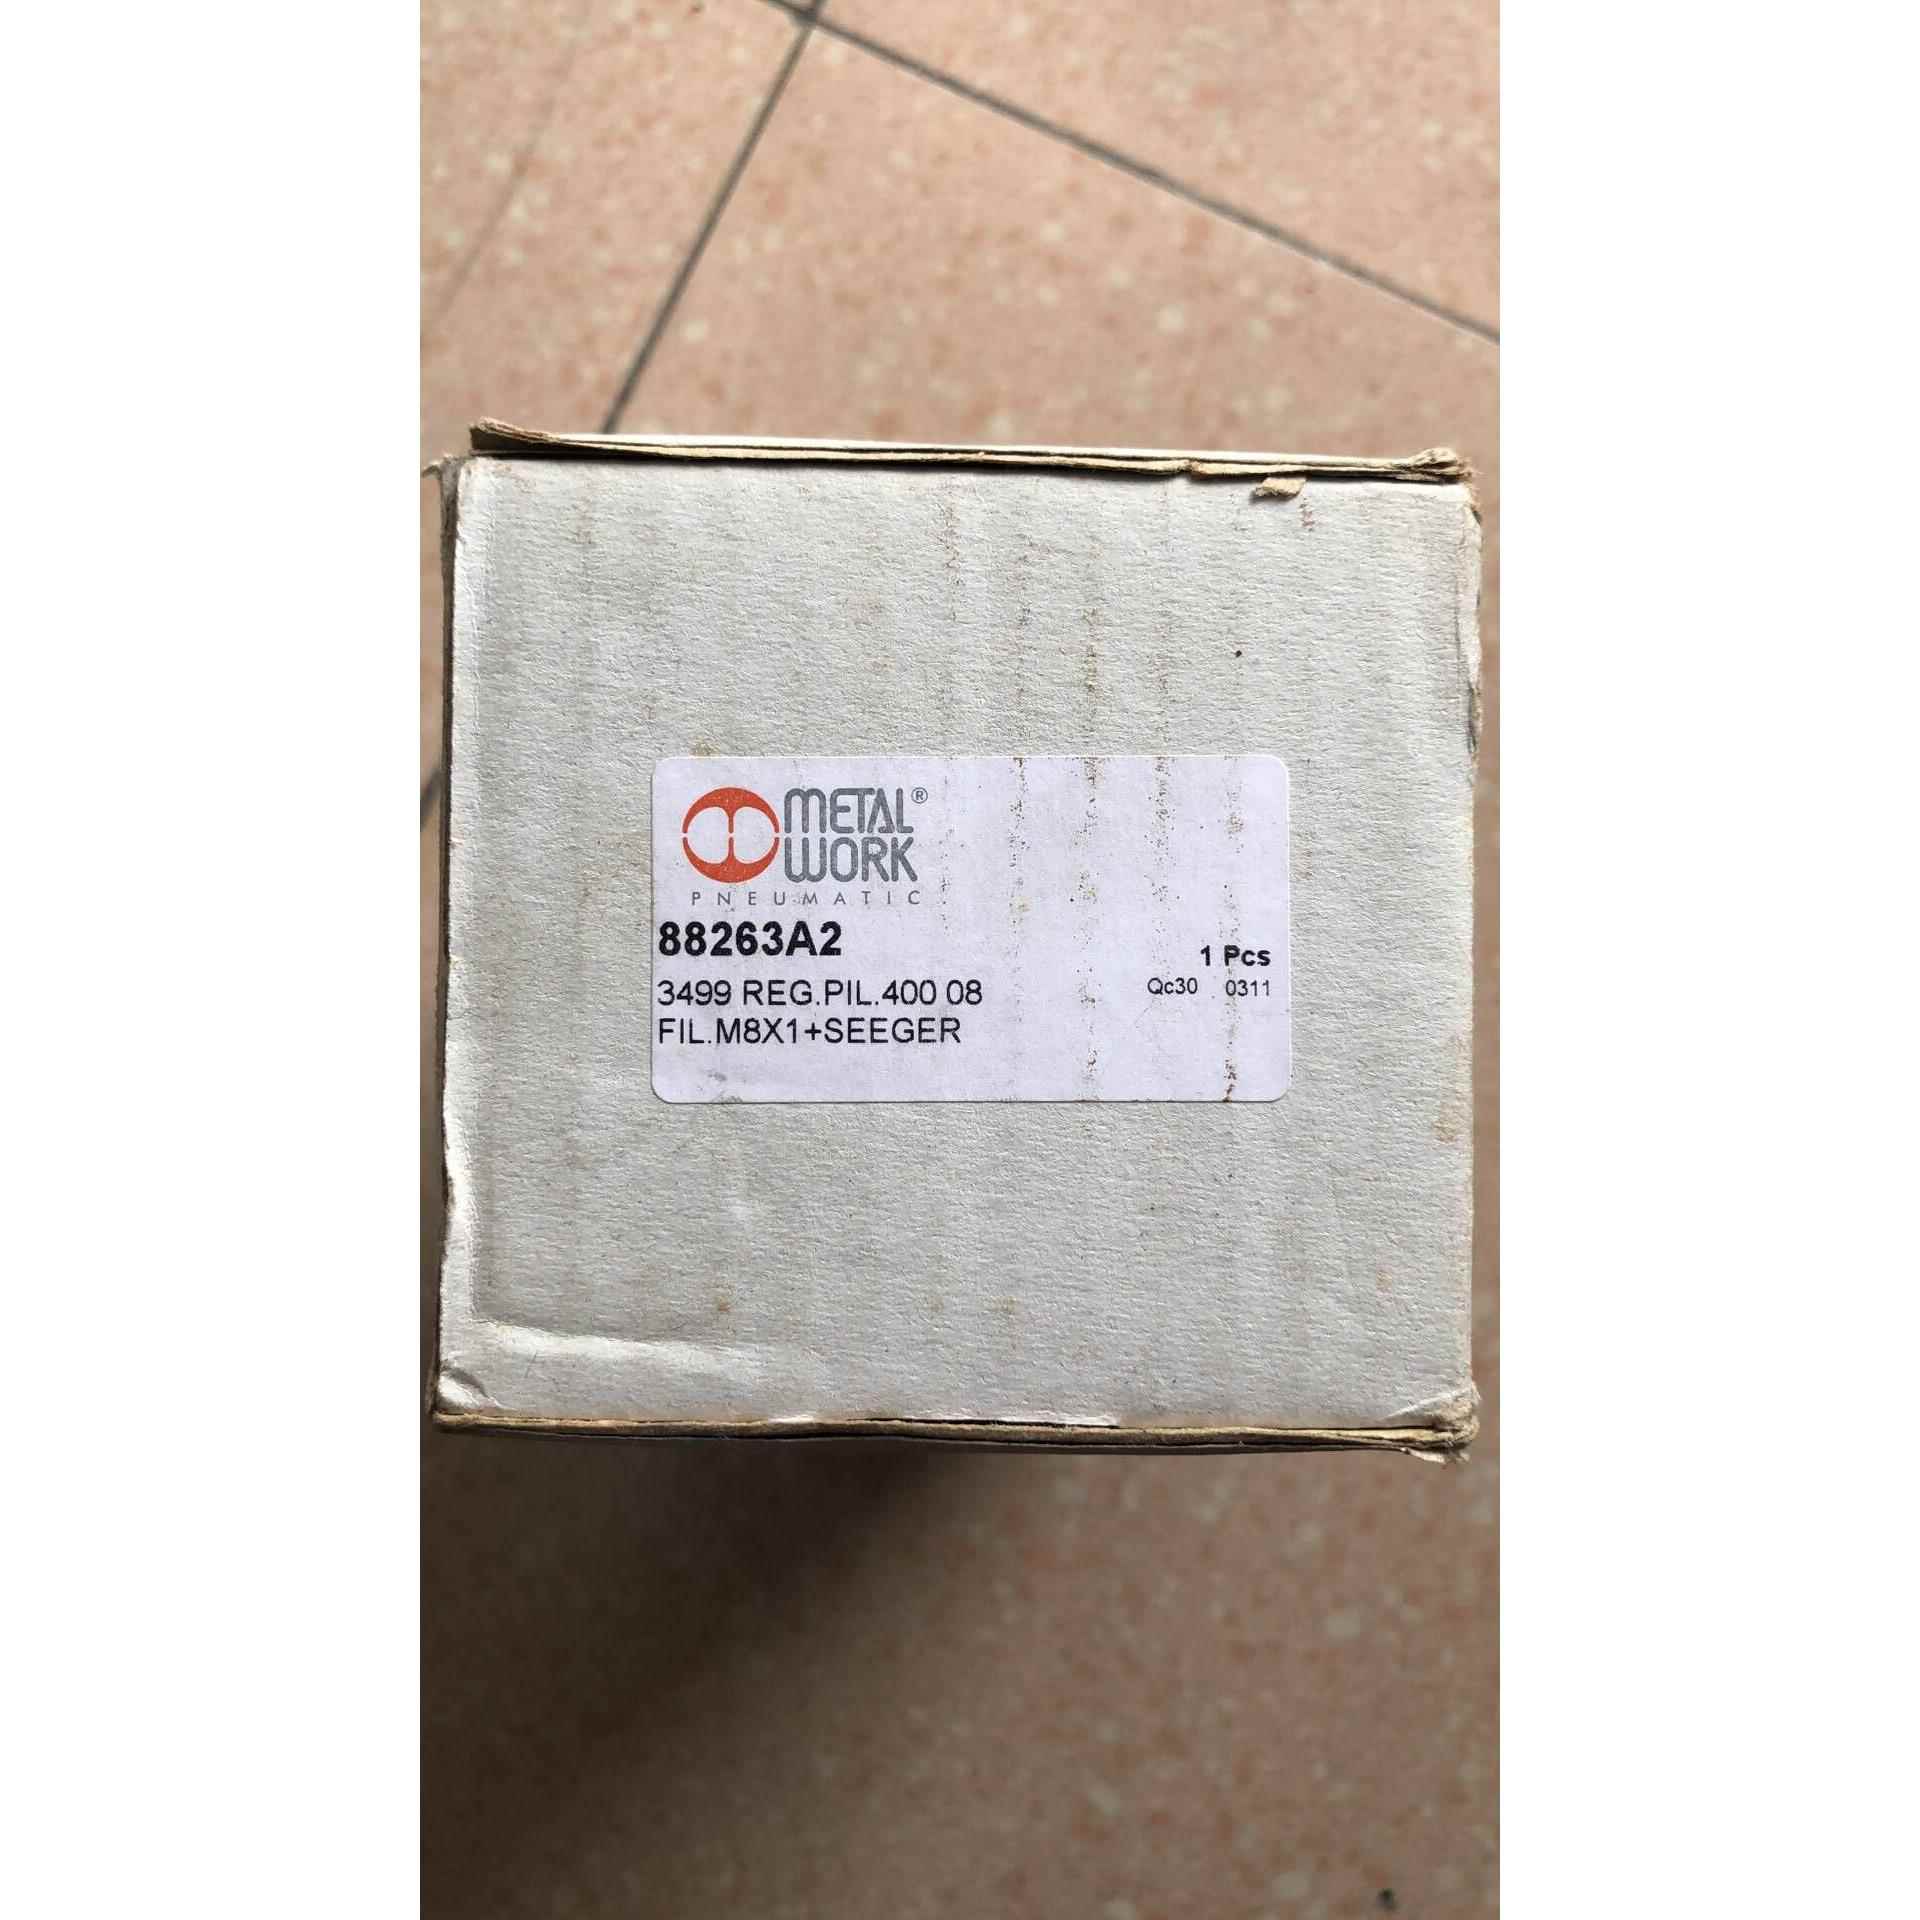 METAL®
WORK
PNEUMATIC
88263A2
1 Pcs
3499 REG.PIL.400 08
Qc30 0311
FIL.M8X1+SEEGER